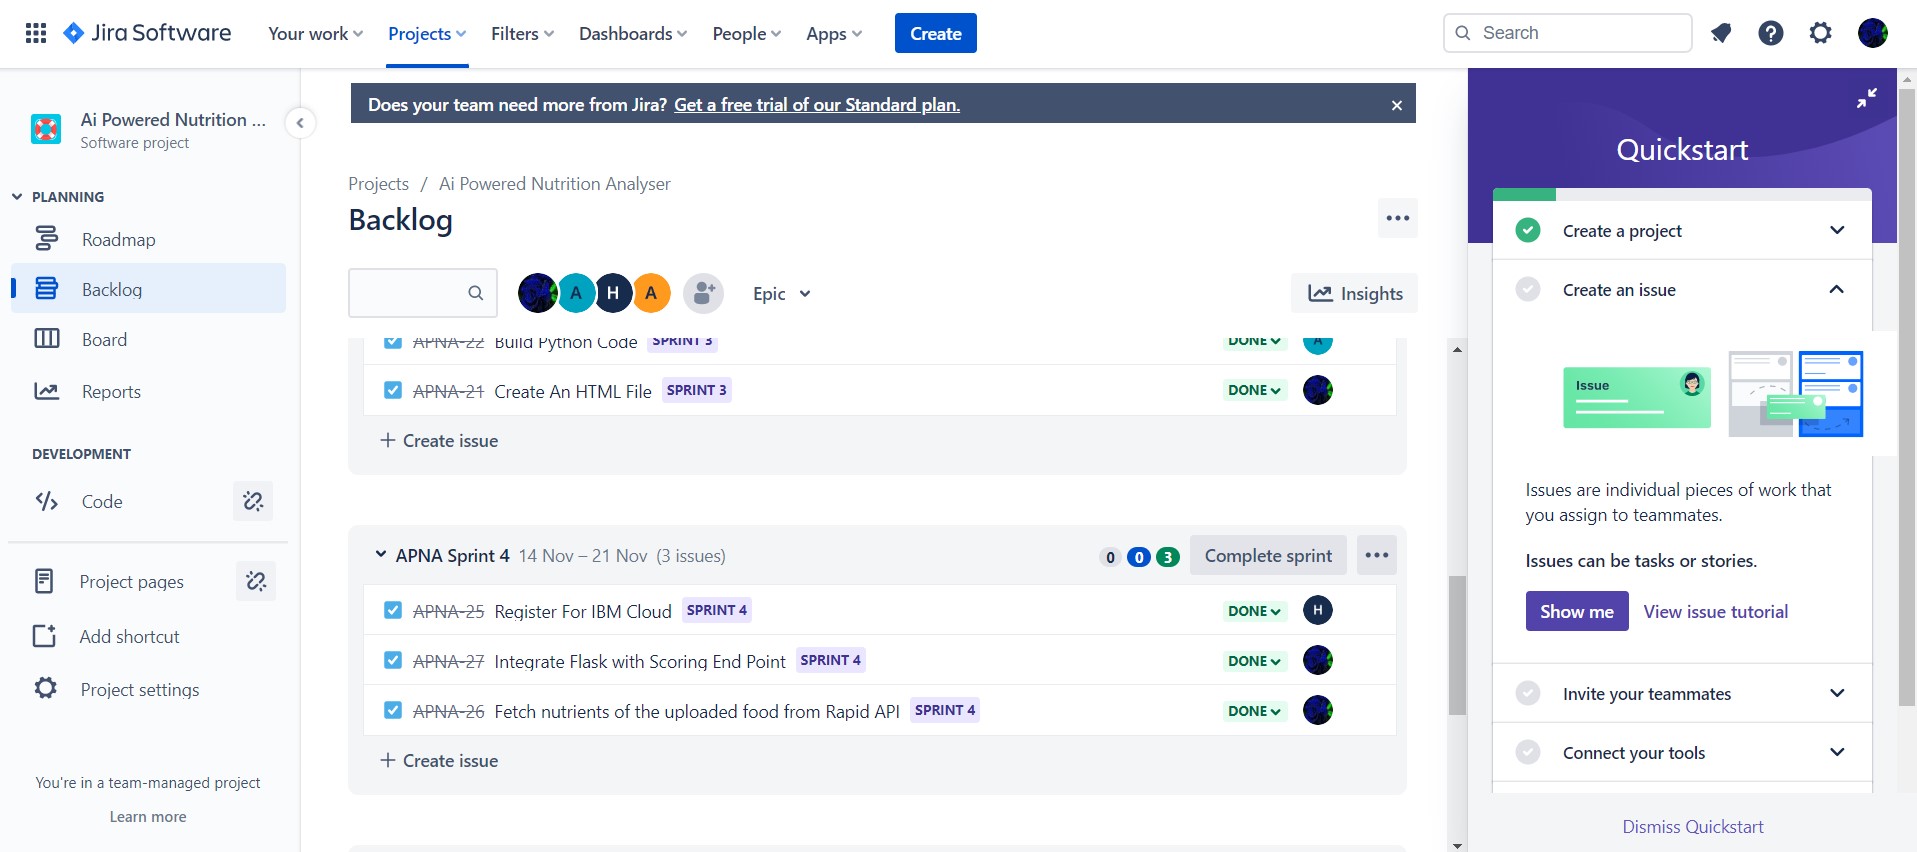 Jira Software Your work Projects Filters Dashboards People Apps Create Search
Ai Powered Nutrition ...
Software project
PLANNING
Roadmap
Backlog
Board
Reports
DEVELOPMENT
Code
Project pages
Add shortcut
Project settings
You're in a team-managed project
Learn more
Does your team need more from Jira? Get a free trial of our Standard plan.
Projects / Ai Powered Nutrition Analyser
Backlog
A H A Epic Insights
APNA-22 Build Python Code SPRINT 3 DONE A
APNA-21 Create An HTML File SPRINT 3 DONE
+ Create issue
APNA Sprint 4 14 Nov – 21 Nov (3 issues) 0 0 3 Complete sprint
APNA-25 Register For IBM Cloud SPRINT 4 DONE H
APNA-27 Integrate Flask with Scoring End Point SPRINT 4 DONE
APNA-26 Fetch nutrients of the uploaded food from Rapid API SPRINT 4 DONE
+ Create issue
Quickstart
Create a project
Create an issue
Issue
Issues are individual pieces of work that
you assign to teammates.
Issues can be tasks or stories.
Show me View issue tutorial
Invite your teammates
Connect your tools
Dismiss Quickstart